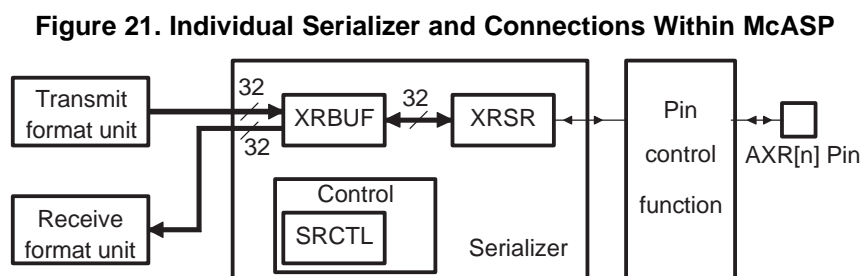 Figure 21. Individual Serializer and Connections Within McASP
Transmit
format unit
32
32
XRBUF
32
XRSR
Pin
control
function
AXR[n] Pin
Receive
format unit
Control
SRCTL
Serializer